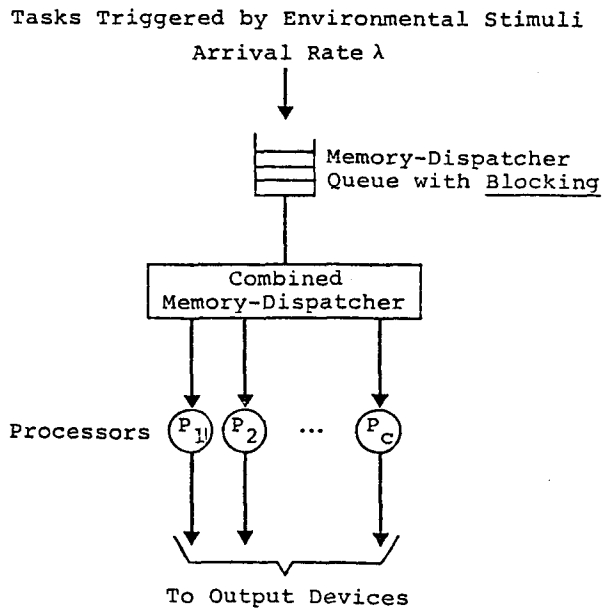 Tasks Triggered by Environmental Stimuli
Arrival Rate λ
Memory-Dispatcher
Queue with Blocking
Combined
Memory-Dispatcher
Processors P1 P2 ... Pc
To Output Devices